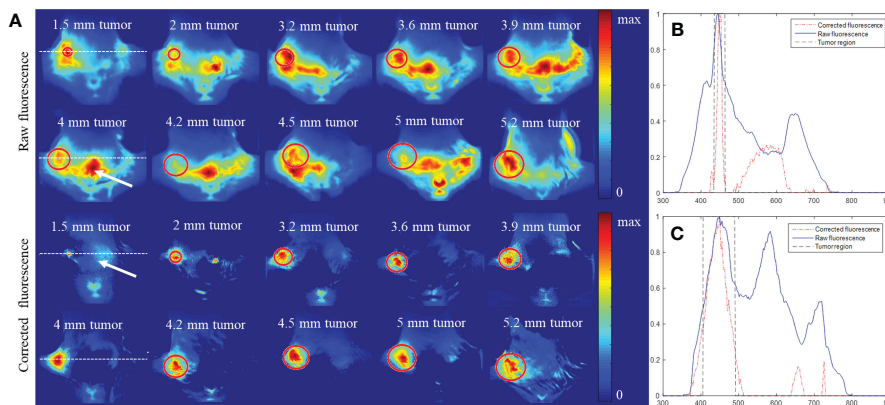 A
1.5 mm tumor 2 mm tumor 3.2 mm tumor 3.6 mm tumor 3.9 mm tumor
Raw fluorescence
4 mm tumor 4.2 mm tumor 4.5 mm tumor 5 mm tumor 5.2 mm tumor
max
0
1.5 mm tumor 2 mm tumor 3.2 mm tumor 3.6 mm tumor 3.9 mm tumor
Corrected fluorescence
4 mm tumor 4.2 mm tumor 4.5 mm tumor 5 mm tumor 5.2 mm tumor
max
0
B
1
0.8
0.6
0.4
0.2
0
300 400 500 600 700 800
Corrected fluorescence
Raw fluorescence
Tumor region
C
1
0.8
0.6
0.4
0.2
0
300 400 500 600 700 800
Corrected fluorescence
Raw fluorescence
Tumor region